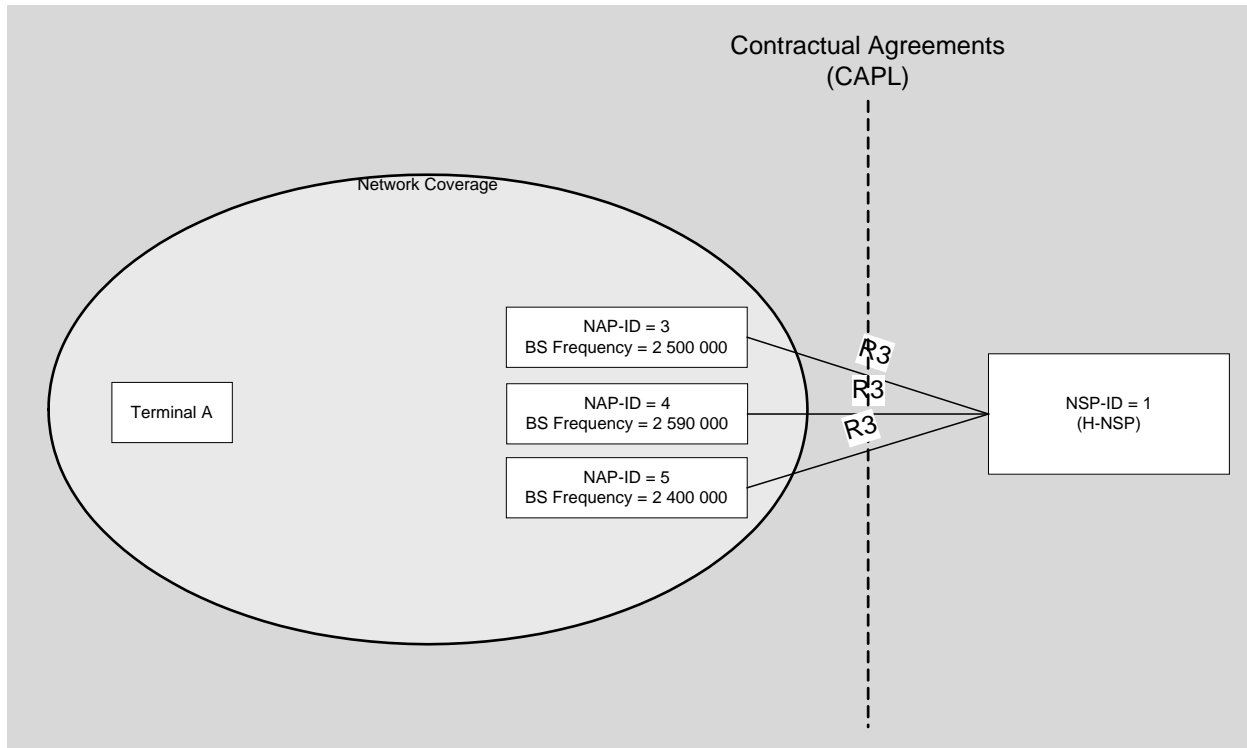 Contractual Agreements
(CAPL)
Network Coverage
NAP-ID = 3
BS Frequency = 2 500 000
R3
Terminal A
NAP-ID = 4
BS Frequency = 2 590 000
R3
NSP-ID = 1
(H-NSP)
R3
NAP-ID = 5
BS Frequency = 2 400 000